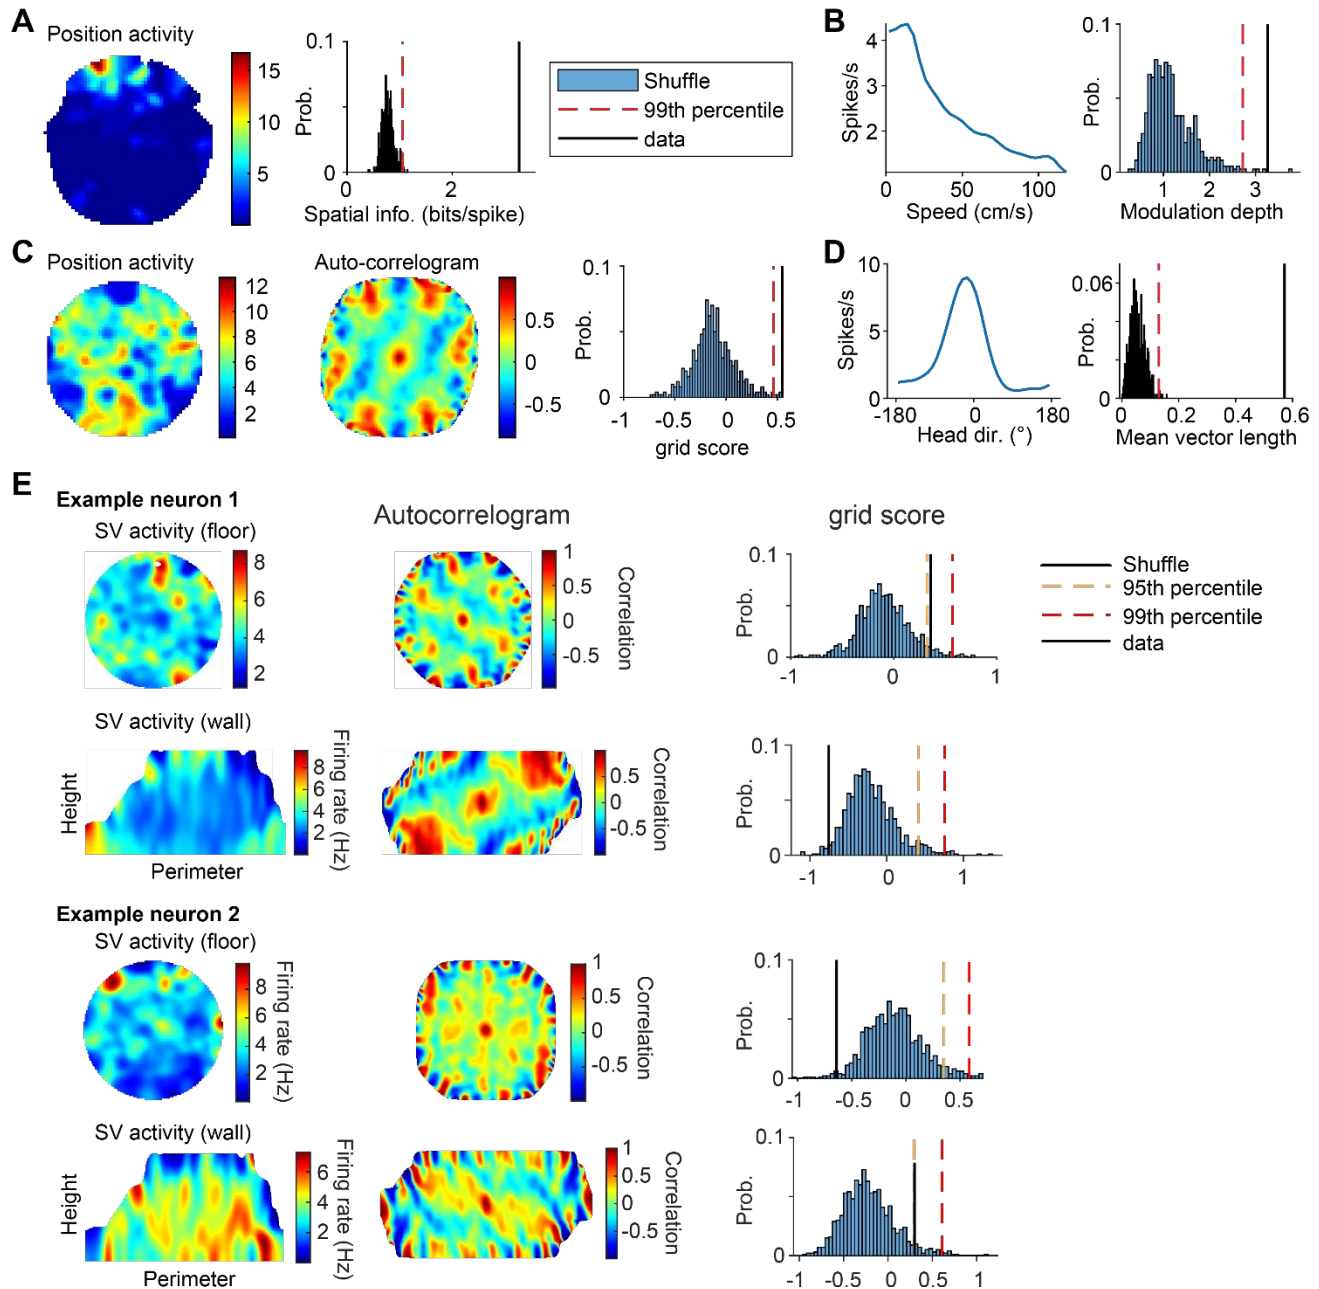 A
Position activity
15
10
5
0.1
Prob.
0
0
2
Spatial info. (bits/spike)
Shuffle
99th percentile
data
B
4
3
2
Spikes/s
0
50
100
Speed (cm/s)
0.1
Prob.
0
1
2
3
Modulation depth
C
Position activity
12
10
8
6
4
2
Auto-correlogram
0.5
0
-0.5
0.1
Prob.
0
-1
-0.5
0
0.5
grid score
D
10
5
0
Spikes/s
-180
0
180
Head dir. (°)
0.06
Prob.
0
0
0.2
0.4
0.6
Mean vector length
E
Example neuron 1
SV activity (floor)
8
6
4
2
Autocorrelogram
1
0.5
0
-0.5
Correlation
grid score
0.1
Prob.
0
-1
0
1
Shuffle
95th percentile
99th percentile
data
SV activity (wall)
Height
Perimeter
8
6
4
2
Firing rate (Hz)
0.5
0
-0.5
Correlation
0.1
Prob.
0
-1
0
1
Example neuron 2
SV activity (floor)
8
6
4
2
Firing rate (Hz)
1
0.5
0
-0.5
Correlation
0.1
Prob.
0
-1
-0.5
0
0.5
SV activity (wall)
Height
Perimeter
6
4
2
Firing rate (Hz)
1
0.5
0
-0.5
Correlation
0.1
Prob.
0
-1
-0.5
0
0.5
1